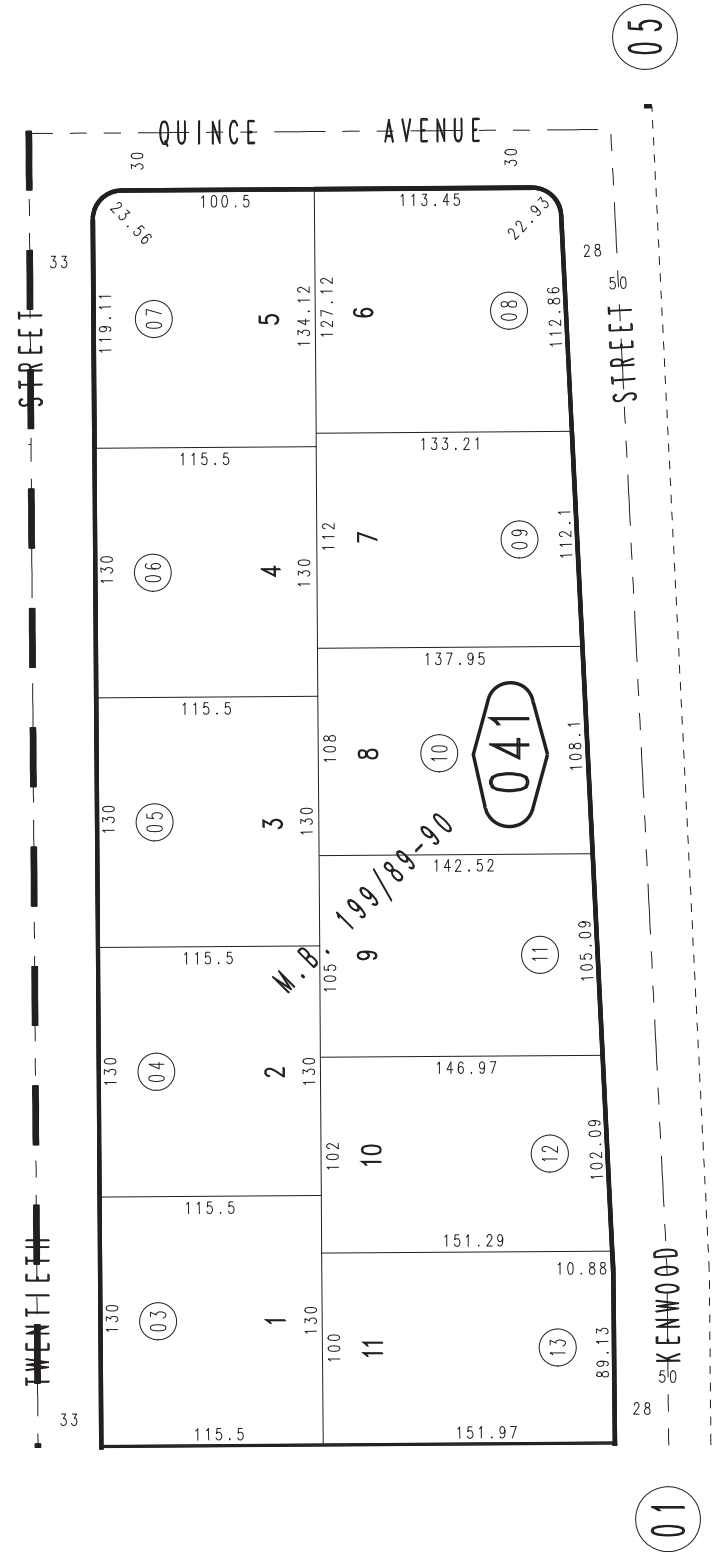 05
QUINCE AVENUE
30 30
100.5 113.45
23.56 22.93
33 28
50
STREET STREET
119.11 07 5 134.12 127.12 6 08 112.86
115.5 133.21
130 06 4 130 112 7 09 112.1
115.5 137.95
130 05 3 130 108 8 10 041 108.1
M.B. 199/89-90
115.5 142.52
130 04 2 130 105 9 11 105.09
146.97
102 10 12 102.09
115.5 151.29
10.88
TWENTIETH KENWOOD
130 03 1 130 100 11 13 89.13
50
33 28
115.5 151.97
01